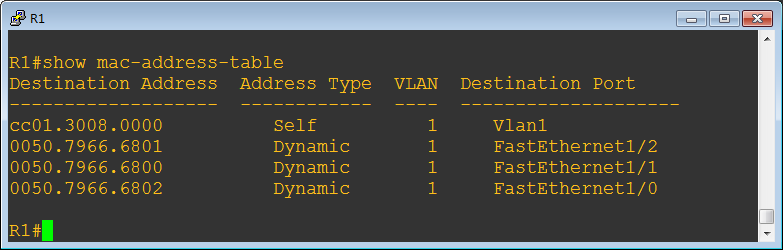 R1
R1#show mac-address-table
Destination Address  Address Type  VLAN  Destination Port
-------------------  ------------  ----  --------------------
cc01.3008.0000          Self          1     Vlan1
0050.7966.6801          Dynamic       1     FastEthernet1/2
0050.7966.6800          Dynamic       1     FastEthernet1/1
0050.7966.6802          Dynamic       1     FastEthernet1/0
R1#